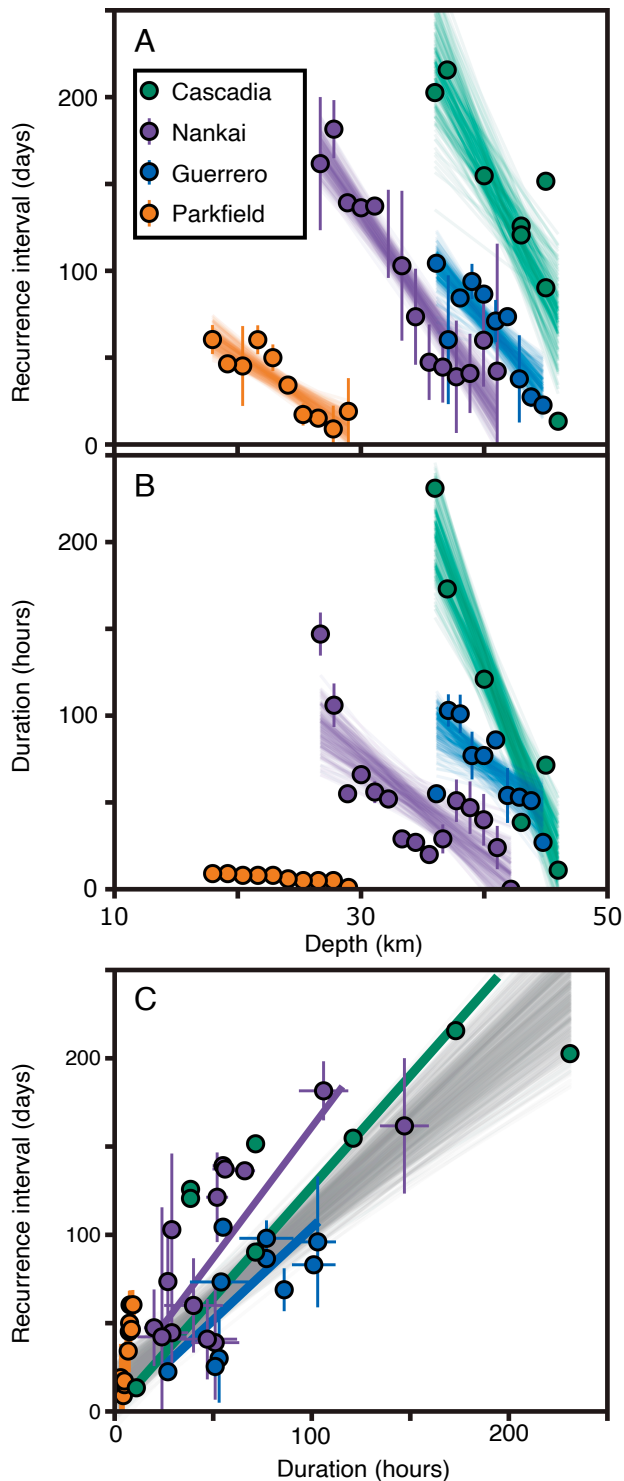 A
Cascadia
Nankai
Guerrero
Parkfield
Recurrence interval (days)
200
100
0
B
Duration (hours)
200
100
0
10
30
50
Depth (km)
C
Recurrence interval (days)
200
100
0
0
100
200
Duration (hours)